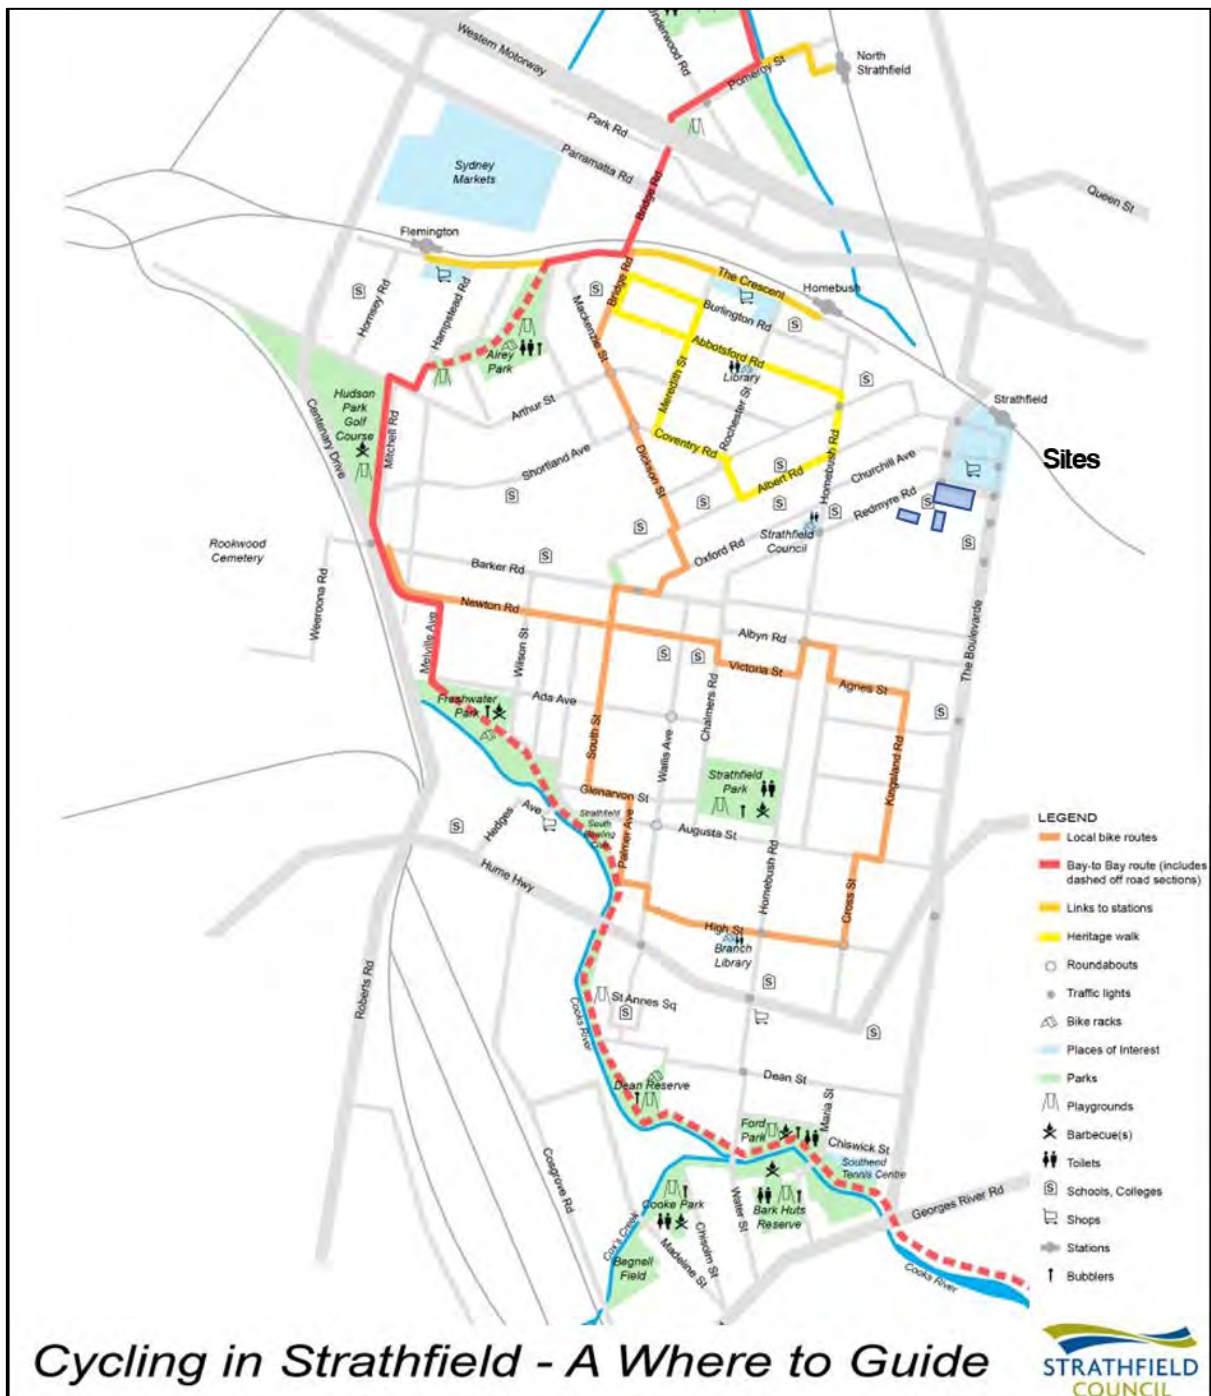 Western Motorway
Underwood Rd
North
Strathfield
Pomeroy St
Park Rd
Parramatta Rd
Sydney
Markets
Bridge Rd
Queen St
Flemington
The Crescent
Homebush
Hornsey Rd
Hampstead Rd
Bridge Rd
Mackenzie St
Burlington Rd
Abbotsford Rd
Airey
Park
Library
Meredith St
Rochester St
Strathfield
Hudson
Park
Golf
Course
Centenary Drive
Mitchell Rd
Arthur St
Coventry Rd
Homebush Rd
Churchill Ave
Sites
Shortland Ave
Dickson St
Albert Rd
Redmyre Rd
Strathfield
Council
Oxford Rd
Rookwood
Cemetery
Barker Rd
Weeroona Rd
Newton Rd
Melville Ave
Wilson St
Albyn Rd
Victoria St
The Boulevarde
Agnes St
Freshwater
Park
Ada Ave
South St
Wallis Ave
Chalmers Rd
Kingsland Rd
Strathfield
Park
Glenarvon St
Hedges
Ave
Strathfield
South
Bowling
Club
Palmer Ave
Augusta St
Hume Hwy
Homebush Rd
Cross St
High St
Branch
Library
Roberts Rd
Cooks River
St Annes Sq
Dean St
Dean Reserve
Maria St
Ford
Park
Chiswick St
Southend
Tennis Centre
Cosgrove Rd
Cooke Park
Water St
Bark Huts
Reserve
Georges River Rd
Cox's Creek
Chisolm St
Madeline St
Begnell
Field
Cooks River
LEGEND
Local bike routes
Bay-to Bay route (includes
dashed off road sections)
Links to stations
Heritage walk
Roundabouts
Traffic lights
Bike racks
Places of Interest
Parks
Playgrounds
Barbecue(s)
Toilets
S Schools, Colleges
Shops
Stations
Bubblers
Cycling in Strathfield - A Where to Guide
STRATHFIELD
COUNCIL